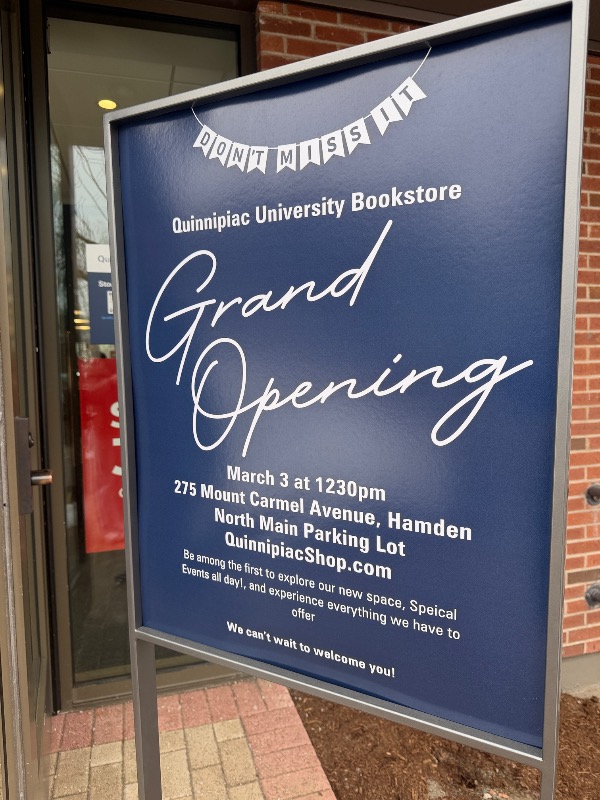 DON'T MISS IT
Quinnipiac University Bookstore
Grand
Opening
March 3 at 1230pm
275 Mount Carmel Avenue, Hamden
North Main Parking Lot
QuinnipiacShop.com
Be among the first to explore our new space, Speical
Events all day!, and experience everything we have to
offer
We can't wait to welcome you!